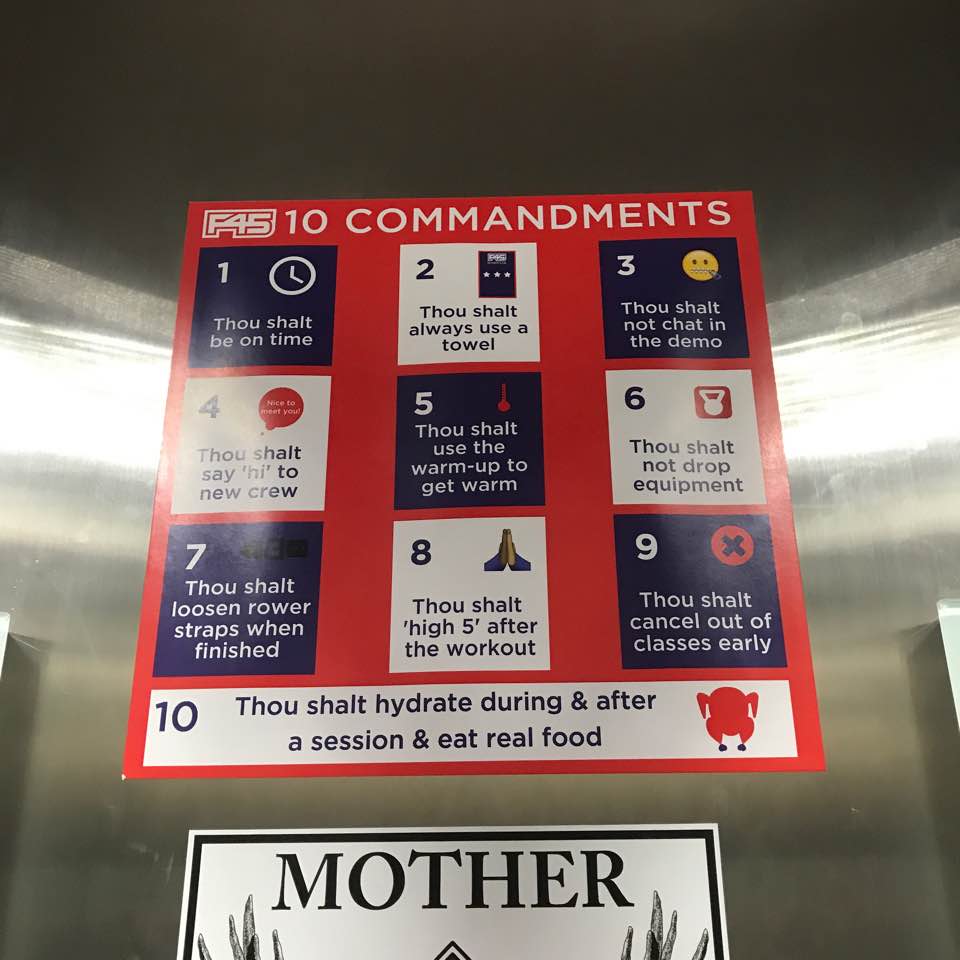 F45 10 COMMANDMENTS
1
Thou shalt
be on time
2
F45
Thou shalt
always use a
towel
3
Thou shalt
not chat in
the demo
4
Nice to
meet you!
Thou shalt
say 'hi' to
new crew
5
Thou shalt
use the
warm-up to
get warm
6
Thou shalt
not drop
equipment
7
Thou shalt
loosen rower
straps when
finished
8
Thou shalt
'high 5' after
the workout
9
Thou shalt
cancel out of
classes early
10
Thou shalt hydrate during & after
a session & eat real food
MOTHER